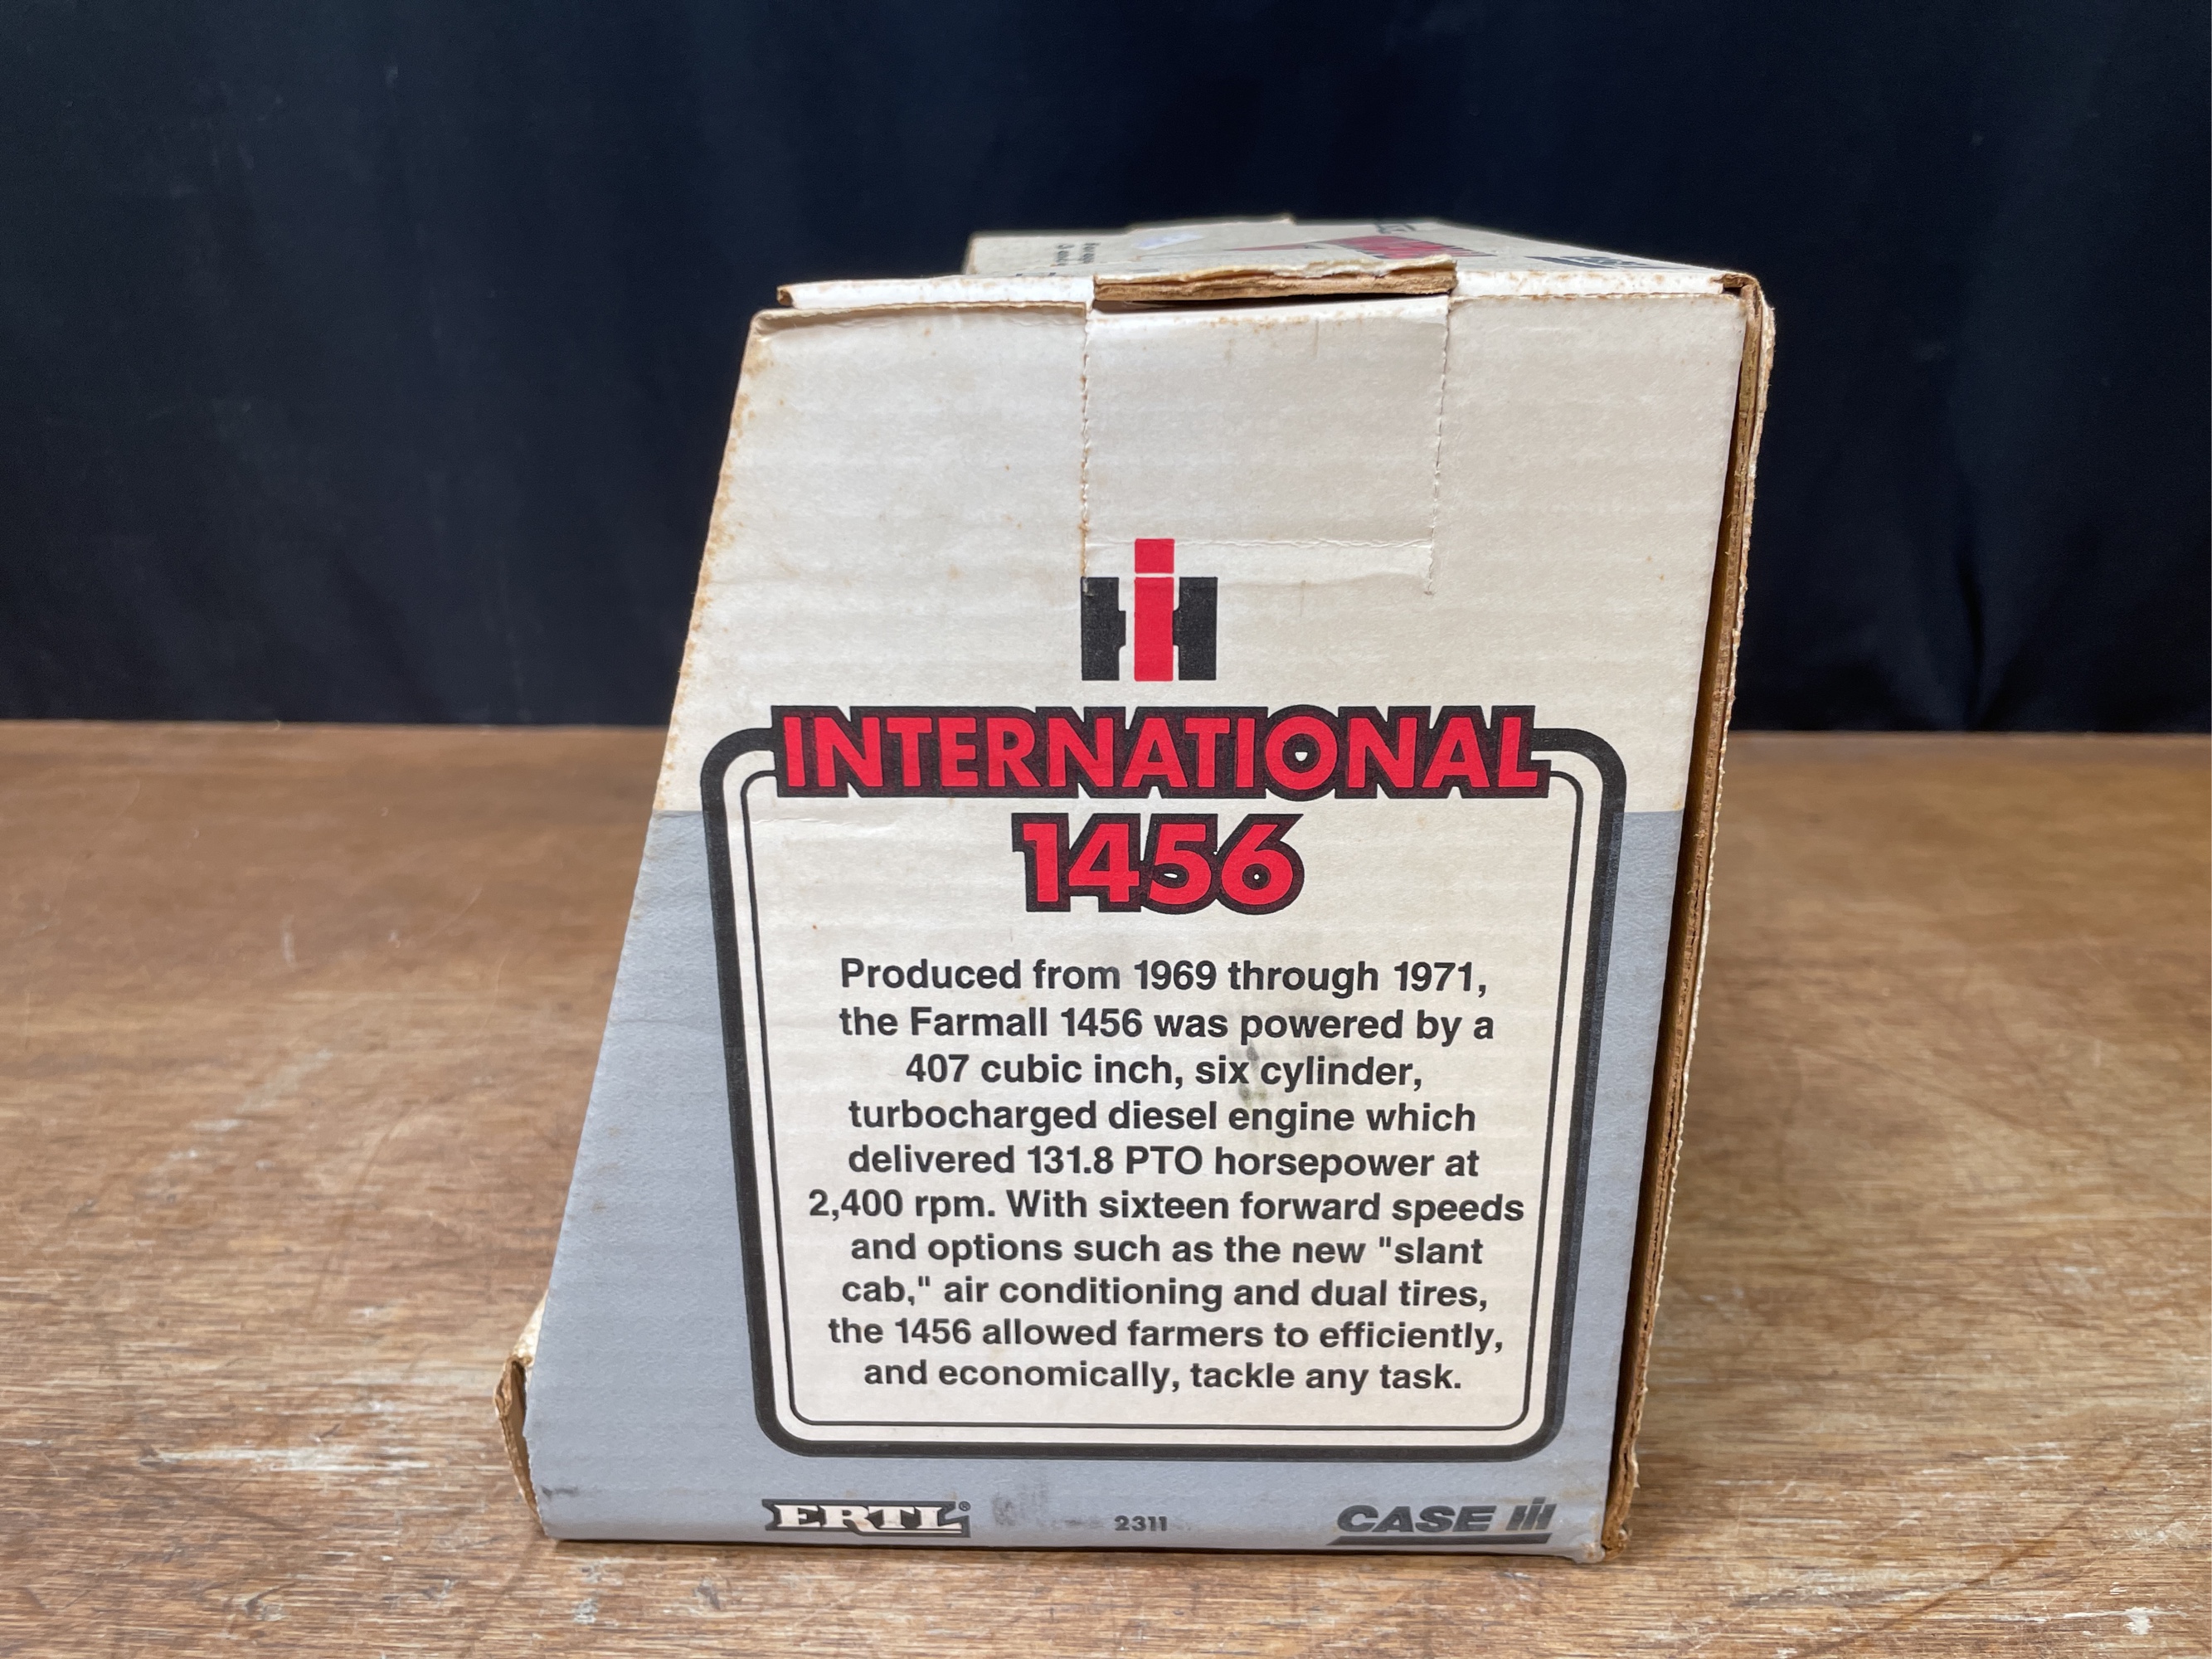 IH
INTERNATIONAL
1456
Produced from 1969 through 1971,
the Farmall 1456 was powered by a
407 cubic inch, six cylinder,
turbocharged diesel engine which
delivered 131.8 PTO horsepower at
2,400 rpm. With sixteen forward speeds
and options such as the new "slant
cab," air conditioning and dual tires,
the 1456 allowed farmers to efficiently,
and economically, tackle any task.
ERTL® 2311 CASE IH